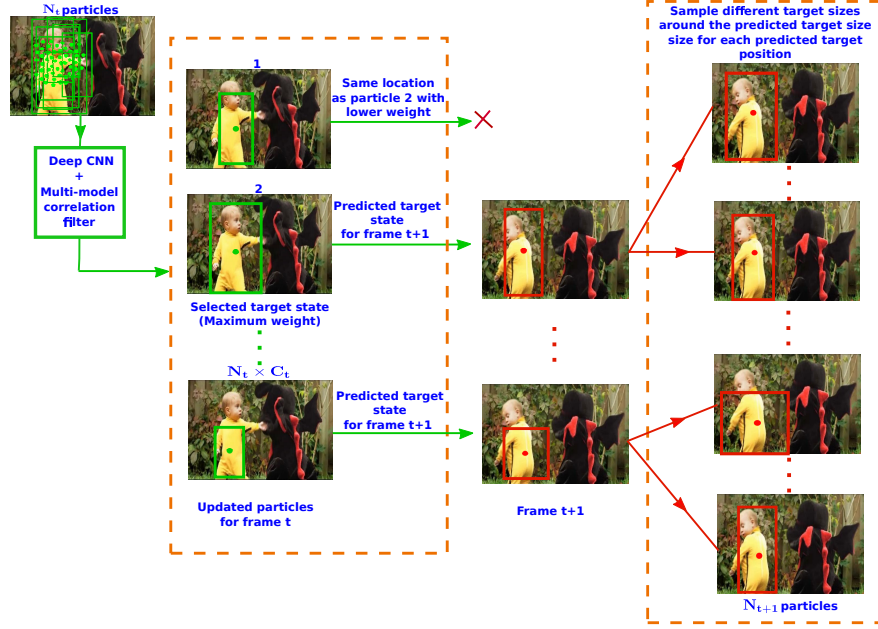 N_t particles
Deep CNN
+
Multi-model
correlation
filter
1
Same location
as particle 2 with
lower weight
2
Predicted target
state
for frame t+1
Selected target state
(Maximum weight)
N_t × C_t
Predicted target
state
for frame t+1
Updated particles
for frame t
Frame t+1
Sample different target sizes
around the predicted target size
size for each predicted target
position
N_{t+1} particles